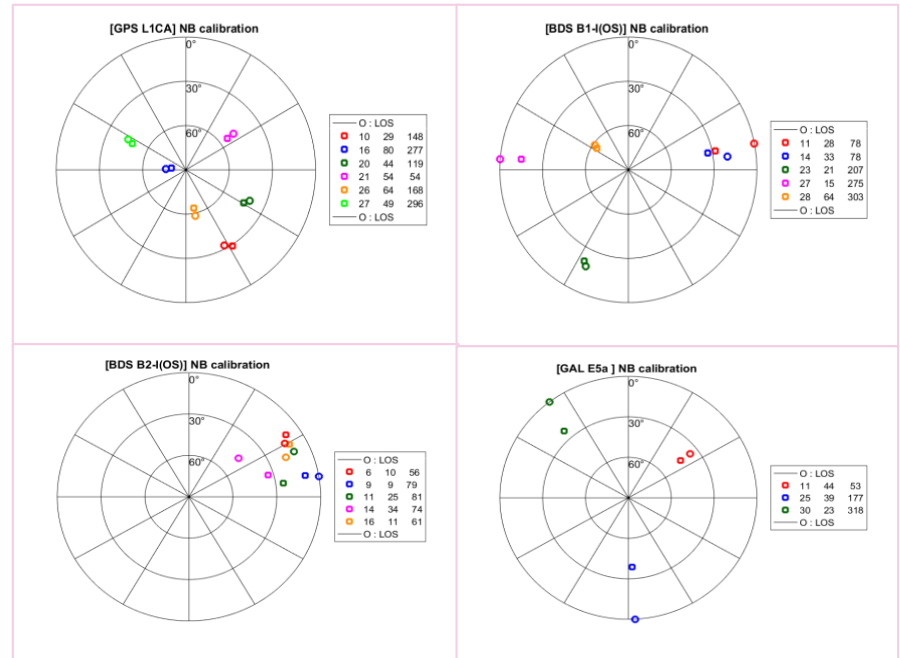 [GPS L1CA] NB calibration
0°
30°
60°
O : LOS
10 29 148
16 80 277
20 44 119
21 54 54
26 64 168
27 49 296
O : LOS
[BDS B1-I(OS)] NB calibration
0°
30°
60°
O : LOS
11 28 78
14 33 78
23 21 207
27 15 275
28 64 303
O : LOS
[BDS B2-I(OS)] NB calibration
0°
30°
60°
O : LOS
6 10 56
9 9 79
11 25 81
14 34 74
16 11 61
O : LOS
[GAL E5a ] NB calibration
0°
30°
60°
O : LOS
11 44 53
25 39 177
30 23 318
O : LOS